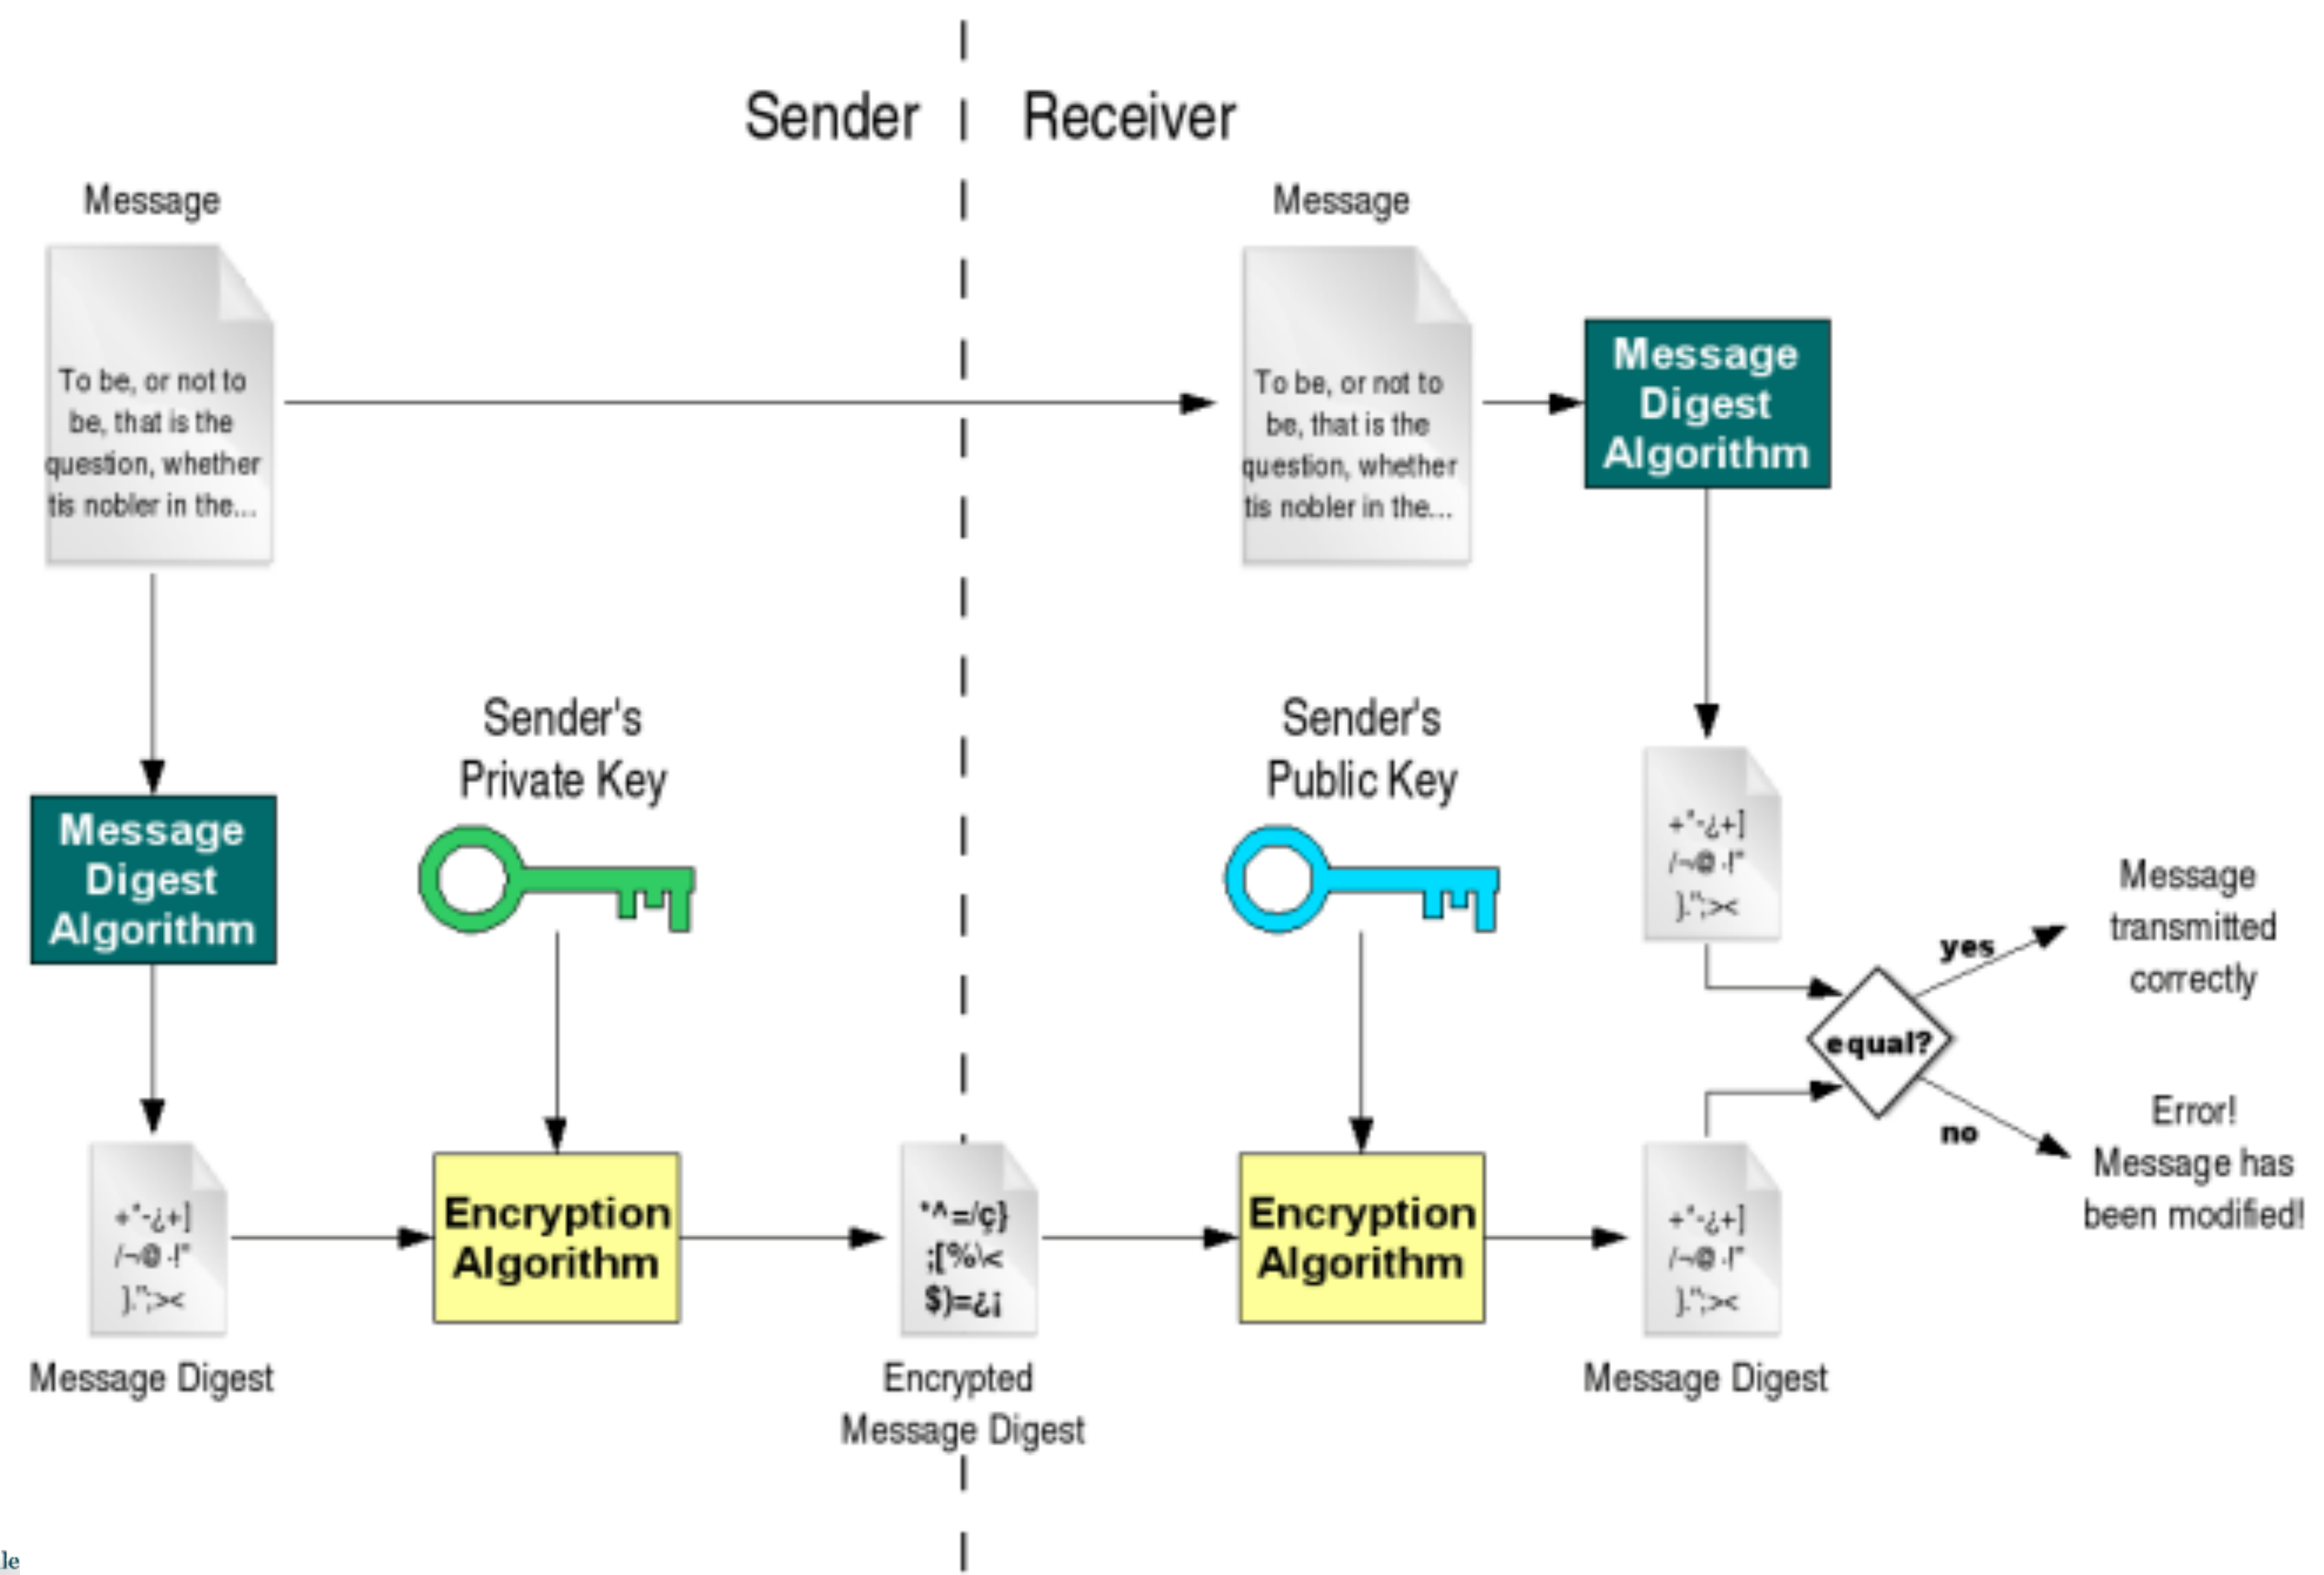 Sender
Receiver
Message
To be, or not to
be, that is the
question, whether
tis nobler in the...
Message
To be, or not to
be, that is the
question, whether
tis nobler in the...
Message
Digest
Algorithm
Sender's
Private Key
Sender's
Public Key
Message
Digest
Algorithm
+*-¿+]
/¬@·!"
}.";><
yes
Message
transmitted
correctly
equal?
no
Error!
Message has
been modified!
+*-¿+]
/¬@·!"
}.";><
Message Digest
Encryption
Algorithm
*^=/ç}
;[%\<
$)=¿¡
Encrypted
Message Digest
Encryption
Algorithm
+*-¿+]
/¬@·!"
}.";><
Message Digest
le